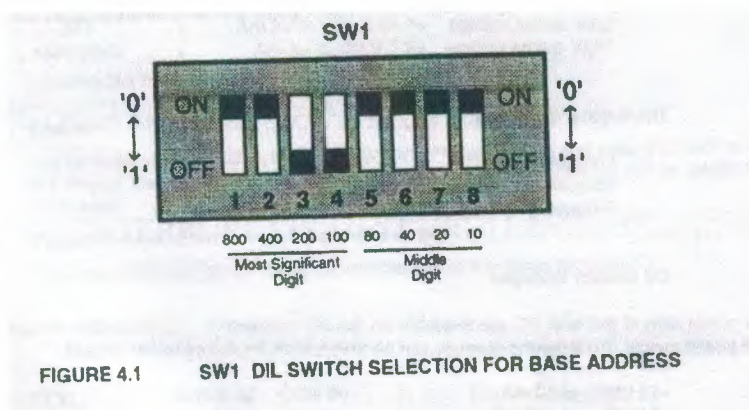 SW1
'0' ON ON '0'
'1' OFF OFF '1'
1 2 3 4 5 6 7 8
800 400 200 100 80 40 20 10
Most Significant Middle
Digit Digit
FIGURE 4.1 SW1 DIL SWITCH SELECTION FOR BASE ADDRESS